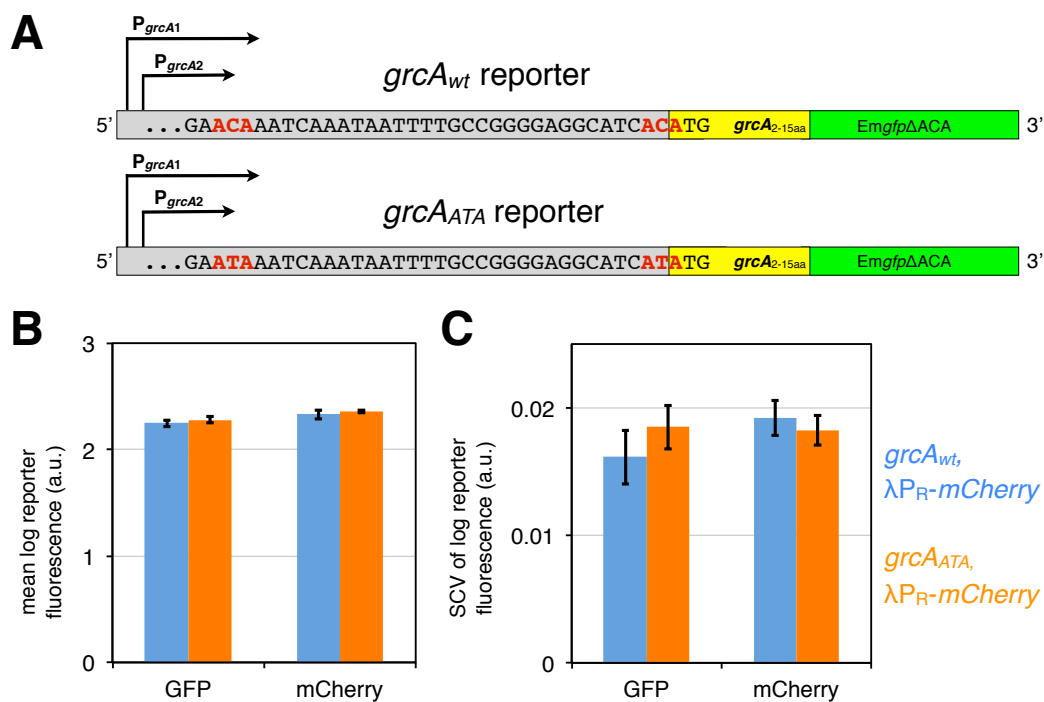 A
PgrcA1
PgrcA2
grcAwt reporter
5' ...GAACAAATCAAATAATTTTGCCGGGGAGGCATCACATG grcA2-15aa EmgfpΔACA 3'
PgrcA1
PgrcA2
grcAATA reporter
5' ...GAATAAATCAAATAATTTTGCCGGGGAGGCATCATATG grcA2-15aa EmgfpΔACA 3'
B
mean log reporter
fluorescence (a.u.)
3
2
1
0
GFP mCherry
C
SCV of log reporter
fluorescence (a.u.)
0.02
0.01
0
GFP mCherry
grcAwt,
λPR-mCherry
grcAATA,
λPR-mCherry